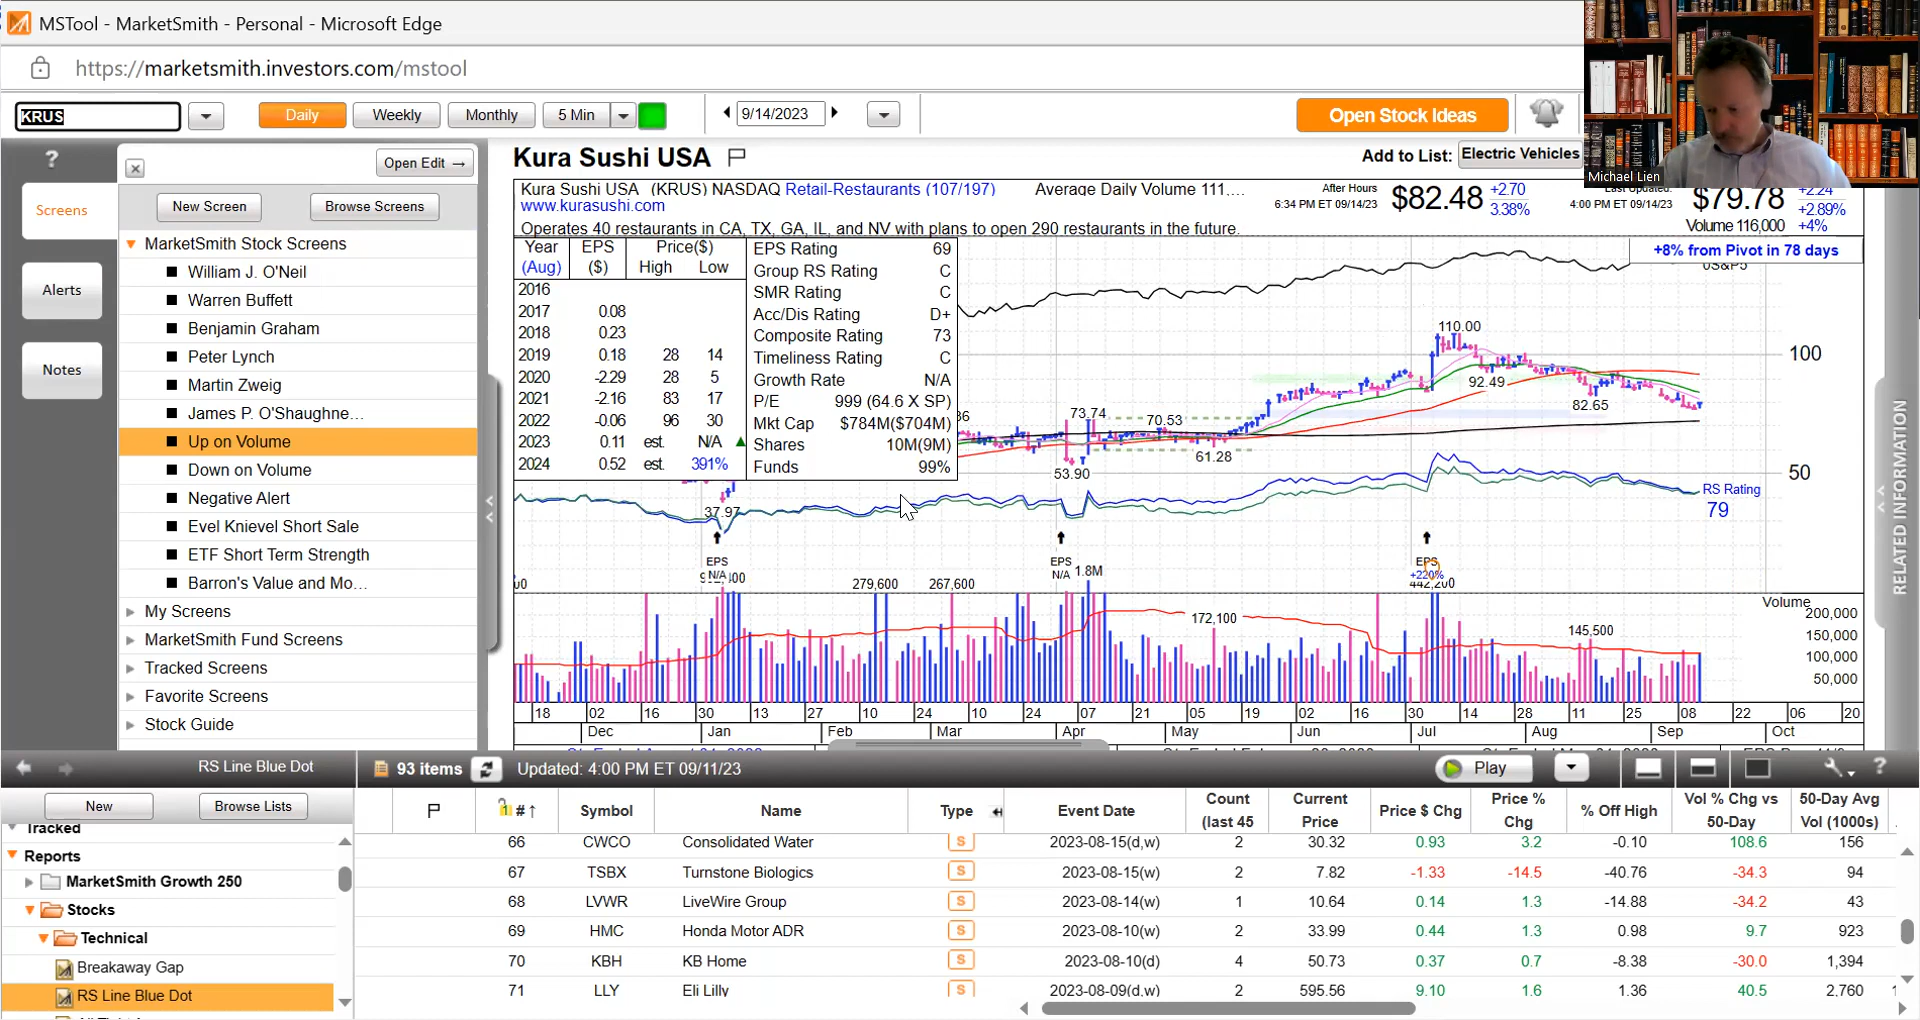 MSTool - MarketSmith - Personal - Microsoft Edge
https://marketsmith.investors.com/mstool
KRUS
Daily
Weekly
Monthly
5 Min
9/14/2023
Open Stock Ideas
Michael Lien
?
Screens
Alerts
Notes
Open Edit →
New Screen
Browse Screens
MarketSmith Stock Screens
William J. O'Neil
Warren Buffett
Benjamin Graham
Peter Lynch
Martin Zweig
James P. O'Shaughne...
Up on Volume
Down on Volume
Negative Alert
Evel Knievel Short Sale
ETF Short Term Strength
Barron's Value and Mo...
My Screens
MarketSmith Fund Screens
Tracked Screens
Favorite Screens
Stock Guide
Kura Sushi USA
Add to List: Electric Vehicles
Kura Sushi USA (KRUS) NASDAQ Retail-Restaurants (107/197) Average Daily Volume 111....
www.kurasushi.com
Operates 40 restaurants in CA, TX, GA, IL, and NV with plans to open 290 restaurants in the future.
After Hours
6:34 PM ET 09/14/23
$82.48 +2.70
3.38%
4:00 PM ET 09/14/23
$79.78 +2.24
+2.89%
Volume 116,000 +4%
+8% from Pivot in 78 days
Year EPS Price($)
(Aug) ($) High Low
2016
2017 0.08
2018 0.23
2019 0.18 28 14
2020 -2.29 28 5
2021 -2.16 83 17
2022 -0.06 96 30
2023 0.11 est. N/A
2024 0.52 est. 391%
EPS Rating 69
Group RS Rating C
SMR Rating C
Acc/Dis Rating D+
Composite Rating 73
Timeliness Rating C
Growth Rate N/A
P/E 999 (64.6 X SP)
Mkt Cap $784M($704M)
Shares 10M(9M)
Funds 99%
110.00
100
92.49
82.65
73.74
70.53
61.28
53.90
50
37.97
RS Rating
79
EPS
N/A
EPS
N/A
EPS
+220%
279,600
267,600
1.8M
442,200
172,100
145,500
Volume
200,000
150,000
100,000
50,000
18 02 16 30 13 27 10 24 10 24 07 21 05 19 02 16 30 14 28 11 25 08 22 06 20
Dec Jan Feb Mar Apr May Jun Jul Aug Sep Oct
RELATED INFORMATION
RS Line Blue Dot
93 items
Updated: 4:00 PM ET 09/11/23
Play
?
New
Browse Lists
Tracked
Reports
MarketSmith Growth 250
Stocks
Technical
Breakaway Gap
RS Line Blue Dot
# ↑ Symbol Name Type Event Date Count (last 45 Current Price Price $ Chg Price % Chg % Off High Vol % Chg vs 50-Day 50-Day Avg Vol (1000s)
66 CWCO Consolidated Water S 2023-08-15(d,w) 2 30.32 0.93 3.2 -0.10 108.6 156
67 TSBX Turnstone Biologics S 2023-08-15(w) 2 7.82 -1.33 -14.5 -40.76 -34.3 94
68 LVWR LiveWire Group S 2023-08-14(w) 1 10.64 0.14 1.3 -14.88 -34.2 43
69 HMC Honda Motor ADR S 2023-08-10(w) 2 33.99 0.44 1.3 0.98 9.7 923
70 KBH KB Home S 2023-08-10(d) 4 50.73 0.37 0.7 -8.38 -30.0 1,394
71 LLY Eli Lilly S 2023-08-09(d,w) 2 595.56 9.10 1.6 1.36 40.5 2,760